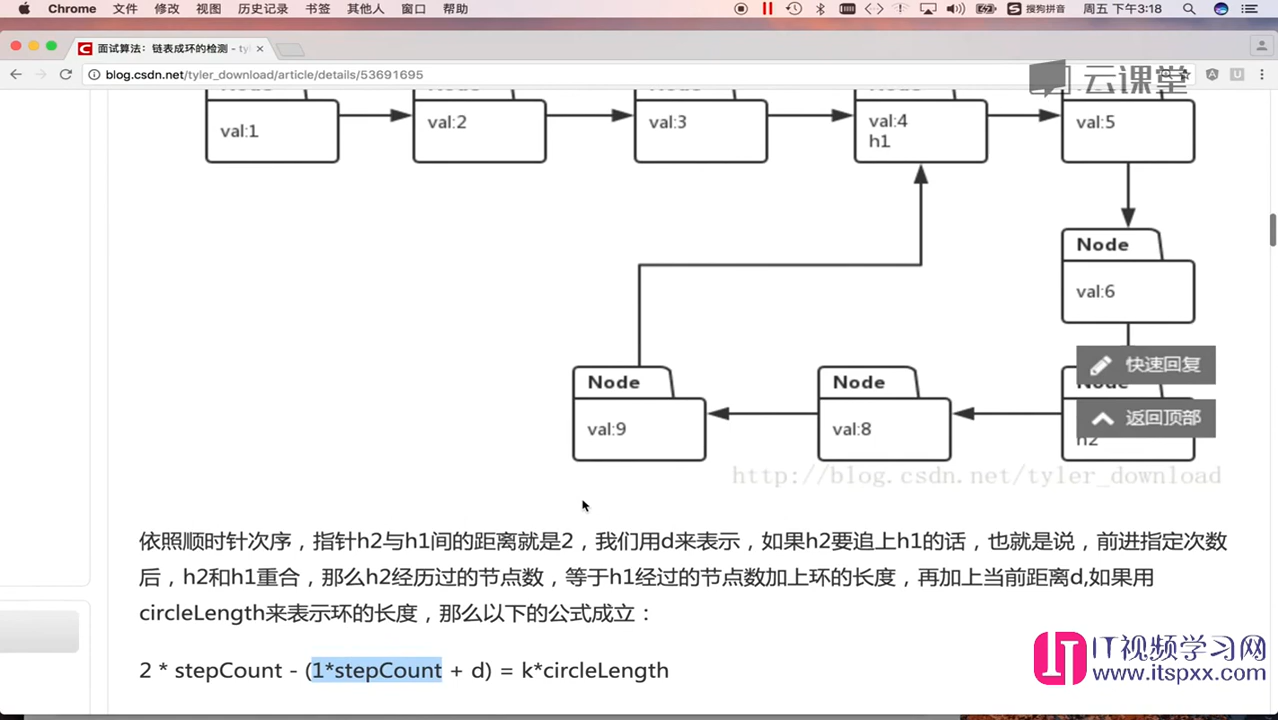 Chrome 文件 修改 视图 历史记录 书签 其他人 窗口 帮助 搜狗拼音 周五 下午3:18
面试算法：链表成环的检测 - tyl
blog.csdn.net/tyler_download/article/details/53691695
云课堂
val:1
val:2
val:3
val:4
h1
val:5
Node
val:6
快速回复
Node
val:9
Node
val:8
Node
返回顶部
h2
http://blog.csdn.net/tyler_download
依照顺时针次序，指针h2与h1间的距离就是2，我们用d来表示，如果h2要追上h1的话，也就是说，前进指定次数
后，h2和h1重合，那么h2经历过的节点数，等于h1经过的节点数加上环的长度，再加上当前距离d,如果用
circleLength来表示环的长度，那么以下的公式成立：
2 * stepCount - (1*stepCount + d) = k*circleLength
IT视频学习网
www.itspxx.com